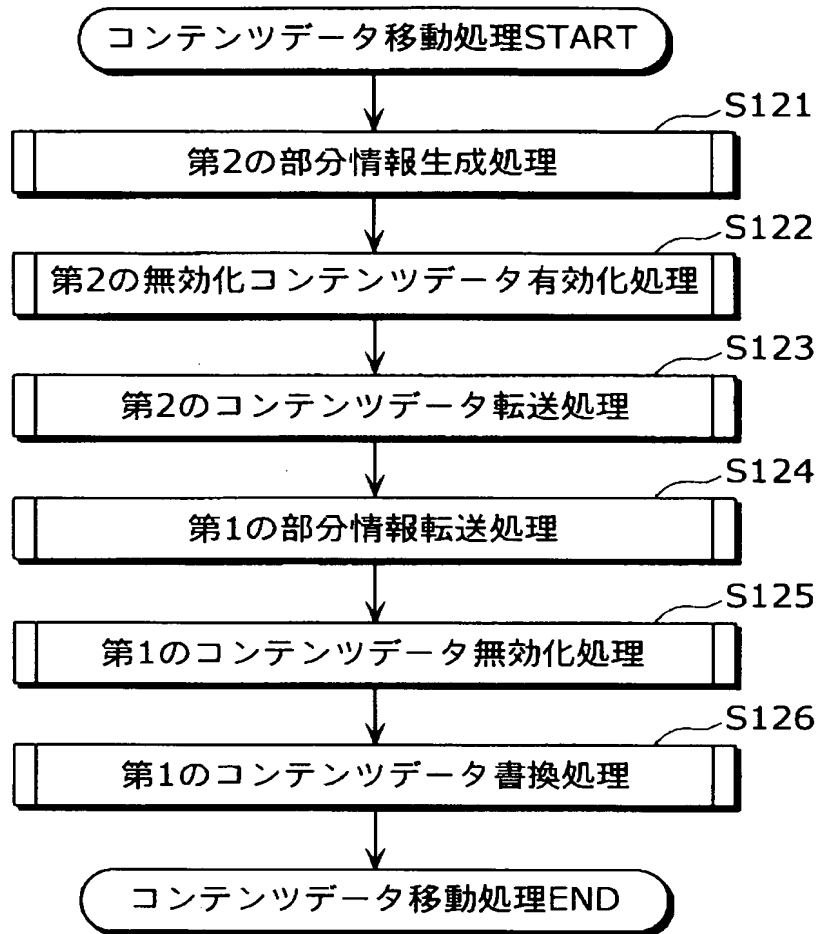 コンテンツデータ移動処理START
S121
第2の部分情報生成処理
S122
第2の無効化コンテンツデータ有効化処理
S123
第2のコンテンツデータ転送処理
S124
第1の部分情報転送処理
S125
第1のコンテンツデータ無効化処理
S126
第1のコンテンツデータ書換処理
コンテンツデータ移動処理END